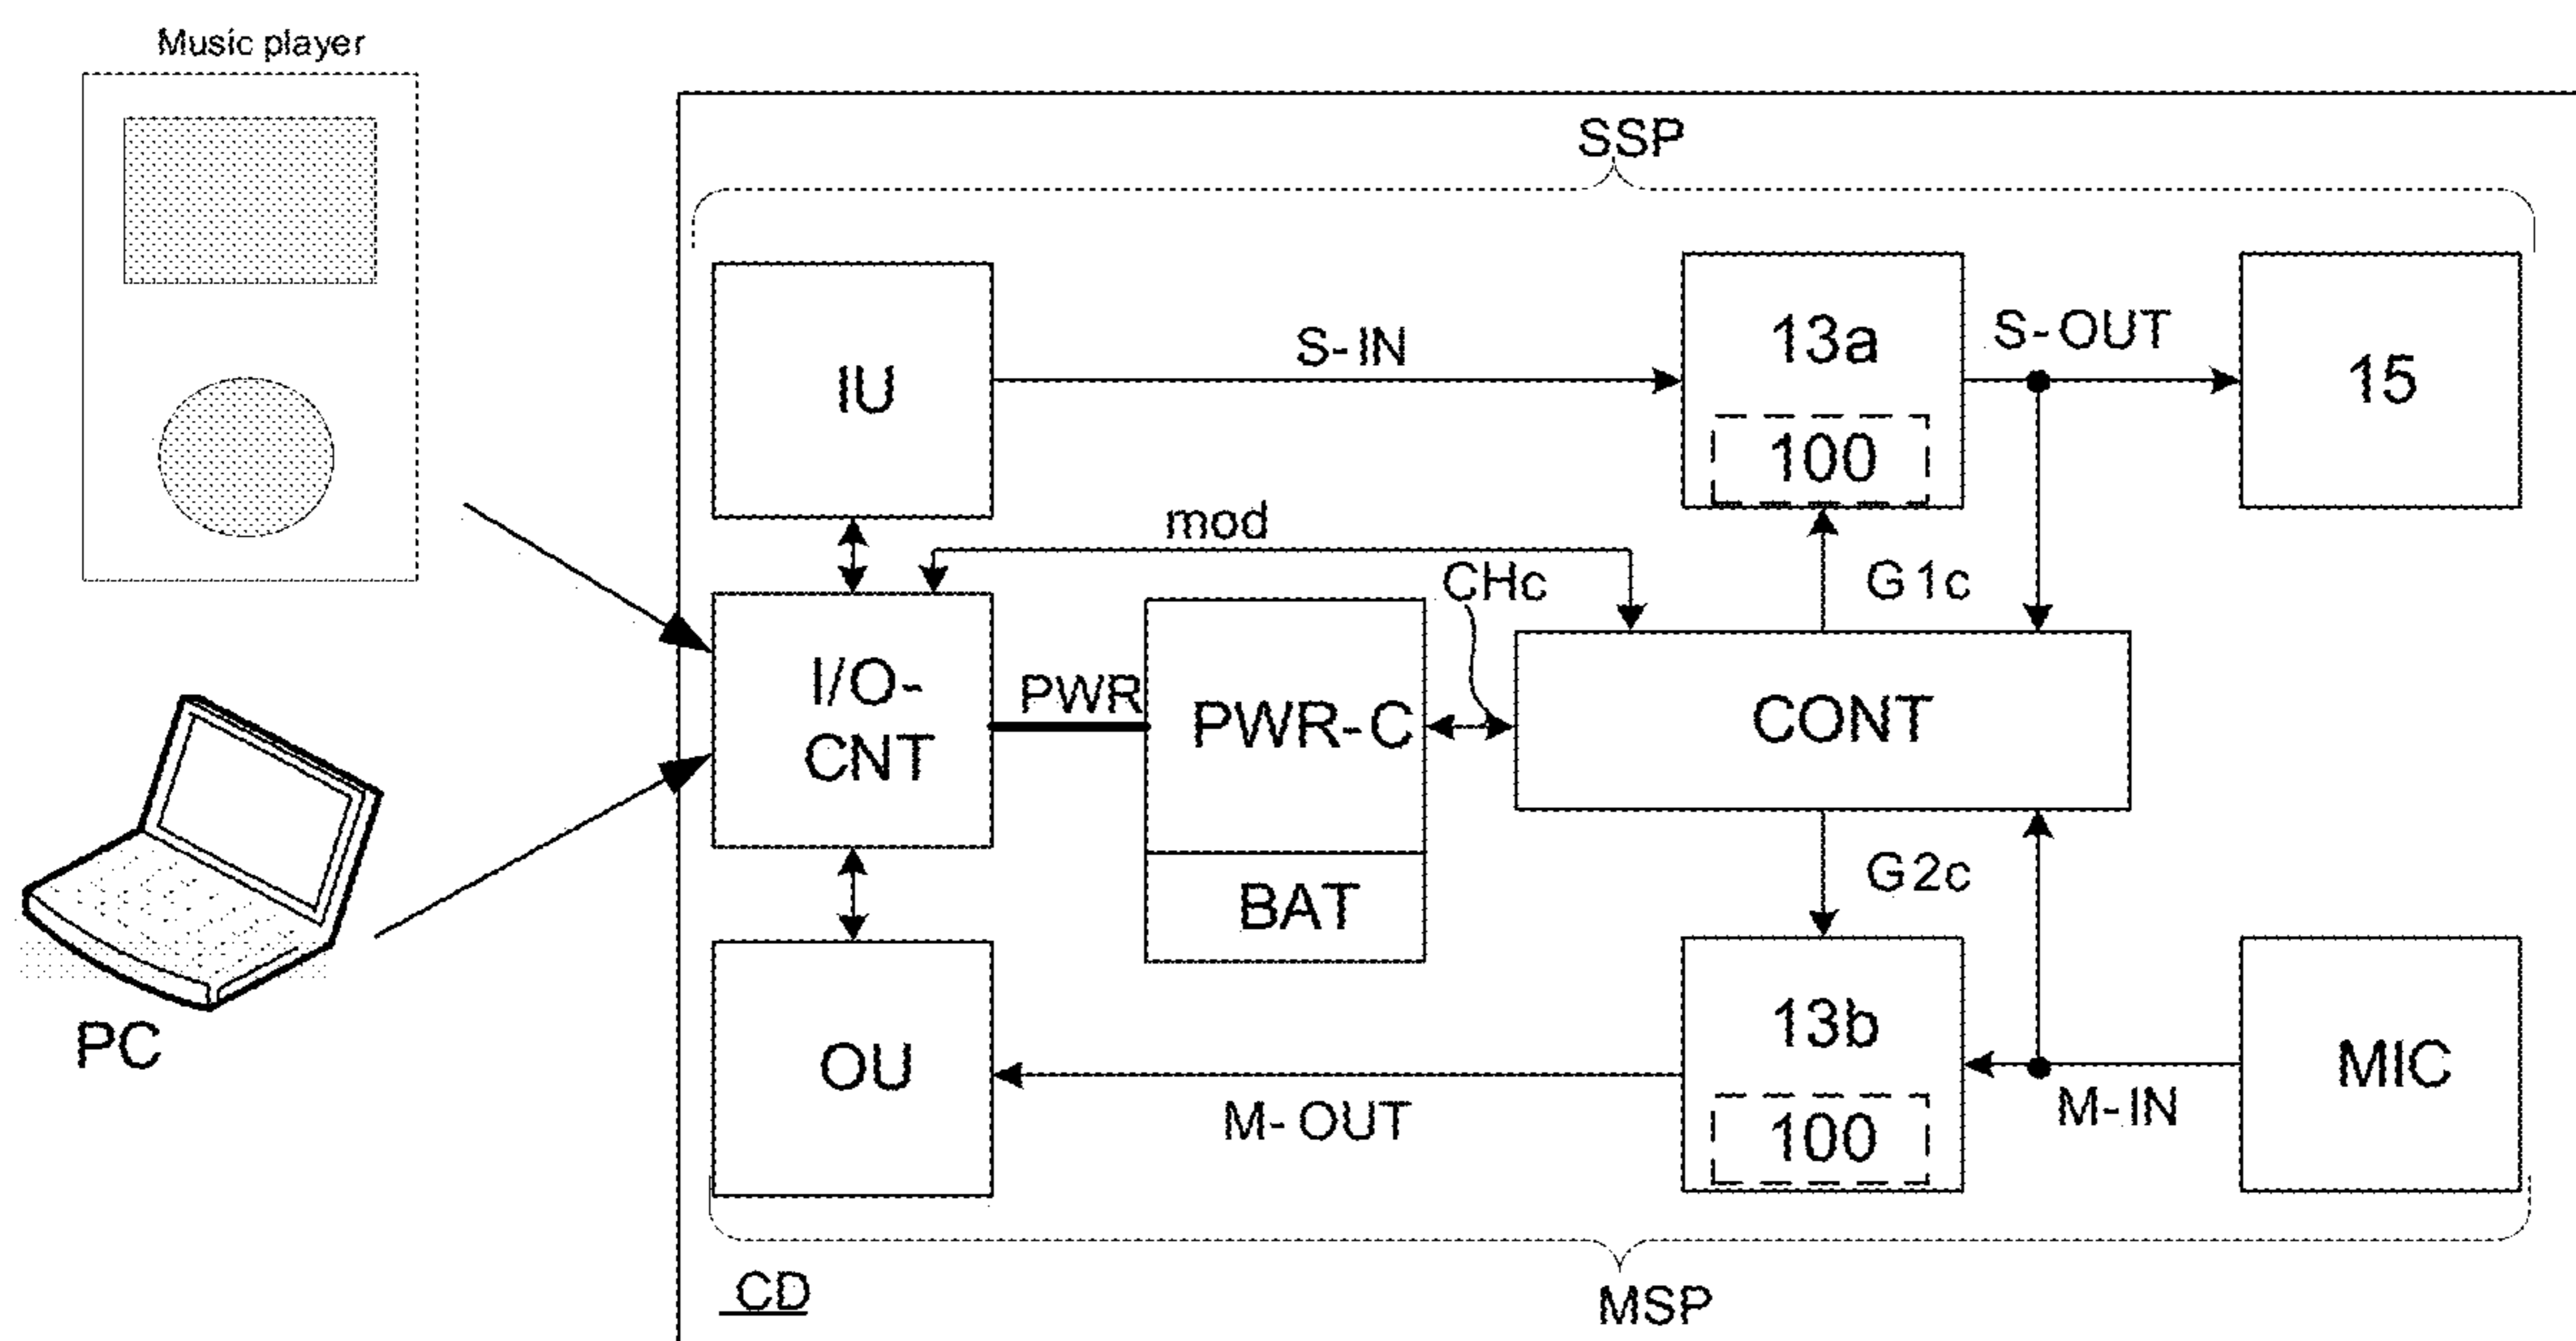 Music player
SSP
IU
S-IN
13a
100
S-OUT
15
mod
CHc
G1c
I/O-
CNT
PWR
PWR-C
BAT
CONT
G2c
PC
OU
M-OUT
13b
100
M-IN
MIC
CD
MSP